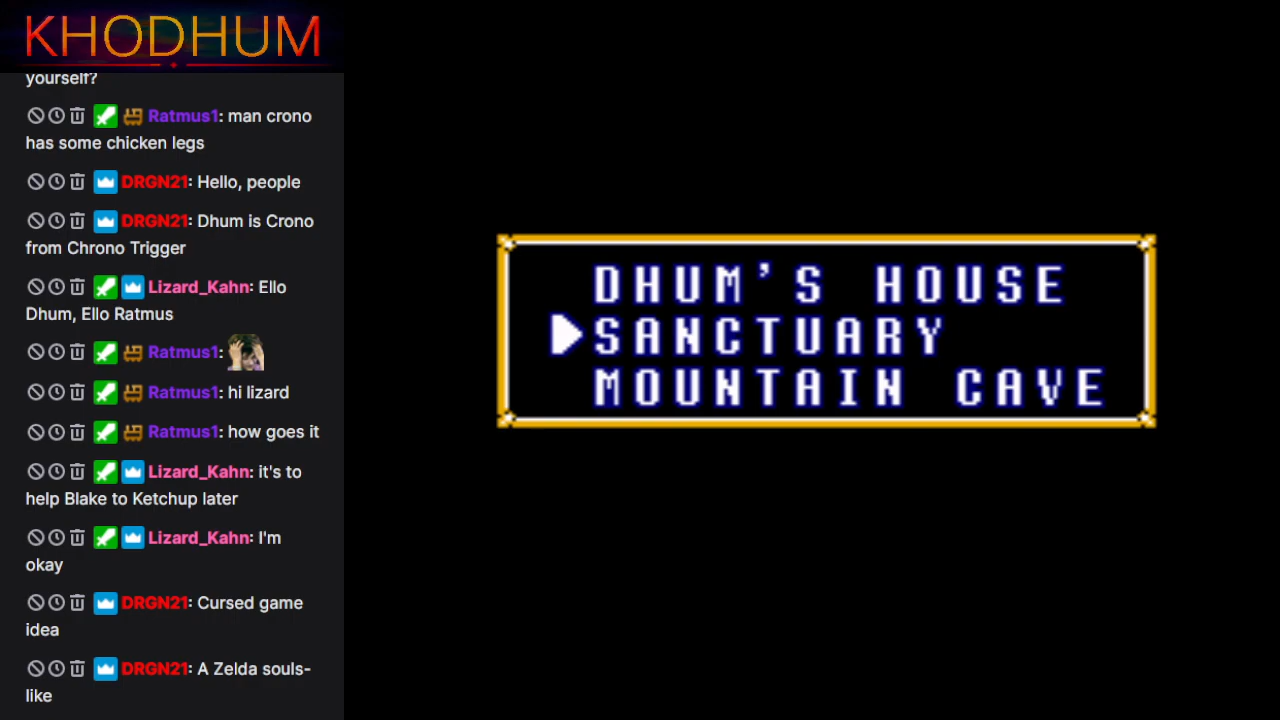 KHODHUM
yourself?
Ratmus1: man crono
has some chicken legs
DRGN21: Hello, people
DRGN21: Dhum is Crono
from Chrono Trigger
Lizard_Kahn: Ello
Dhum, Ello Ratmus
Ratmus1:
Ratmus1: hi lizard
Ratmus1: how goes it
Lizard_Kahn: it's to
help Blake to Ketchup later
Lizard_Kahn: I'm
okay
DRGN21: Cursed game
idea
DRGN21: A Zelda souls-
like
DHUM'S HOUSE
SANCTUARY
MOUNTAIN CAVE